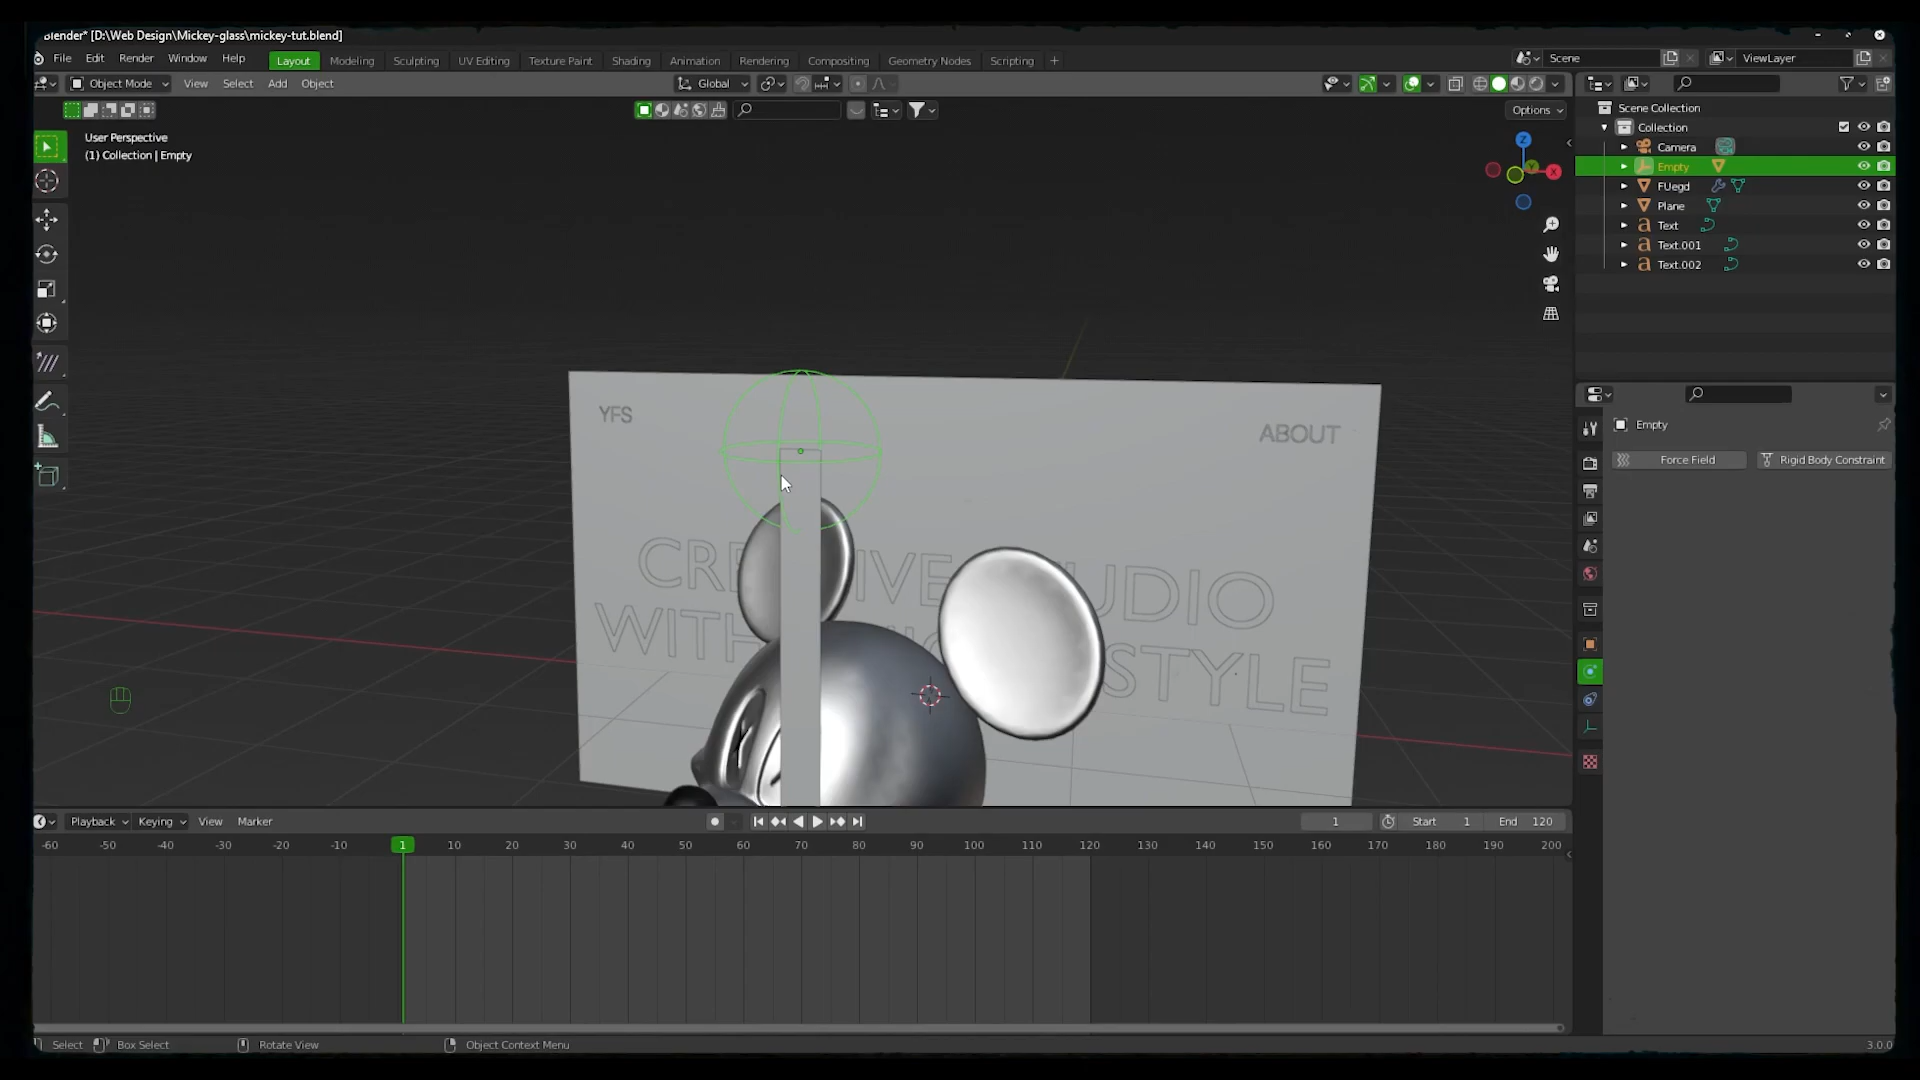 Blender* [D:\Web Design\Mickey-glass\mickey-tut.blend]
File Edit Render Window Help
Layout Modeling Sculpting UV Editing Texture Paint Shading Animation Rendering Compositing Geometry Nodes Scripting +
Scene
ViewLayer
Object Mode View Select Add Object
Global
Options
User Perspective
(1) Collection | Empty
Z
Y
X
Scene Collection
Collection
Camera
Empty
FUegd
Plane
Text
Text.001
Text.002
YFS
ABOUT
CRE IVE UDIO
WITH STYLE
Empty
Force Field
Rigid Body Constraint
Playback Keying View Marker
1
Start 1
End 120
-60 -50 -40 -30 -20 -10 1 10 20 30 40 50 60 70 80 90 100 110 120 130 140 150 160 170 180 190 200
Select Box Select Rotate View Object Context Menu
3.0.0